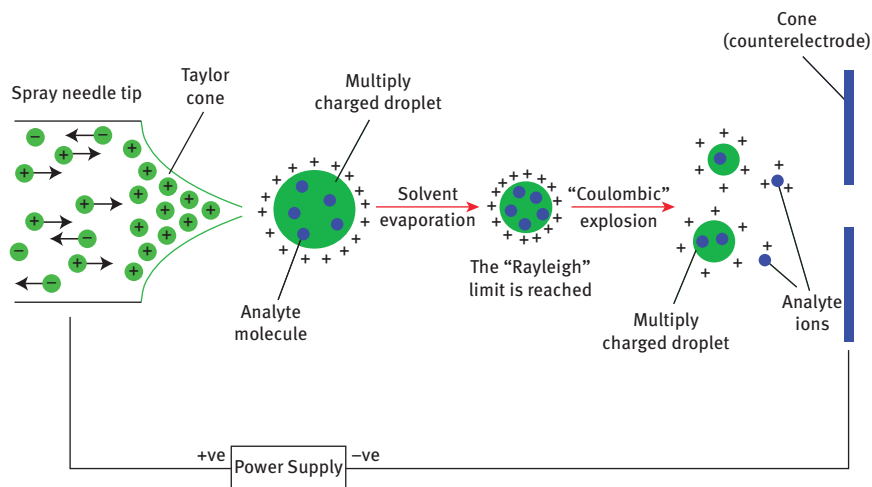 Cone
(counterelectrode)
Taylor
cone
Spray needle tip
Multiply
charged droplet
Solvent
evaporation
“Coulombic”
explosion
The “Rayleigh”
limit is reached
Analyte
molecule
Multiply
charged droplet
Analyte
ions
+ve
Power Supply
–ve